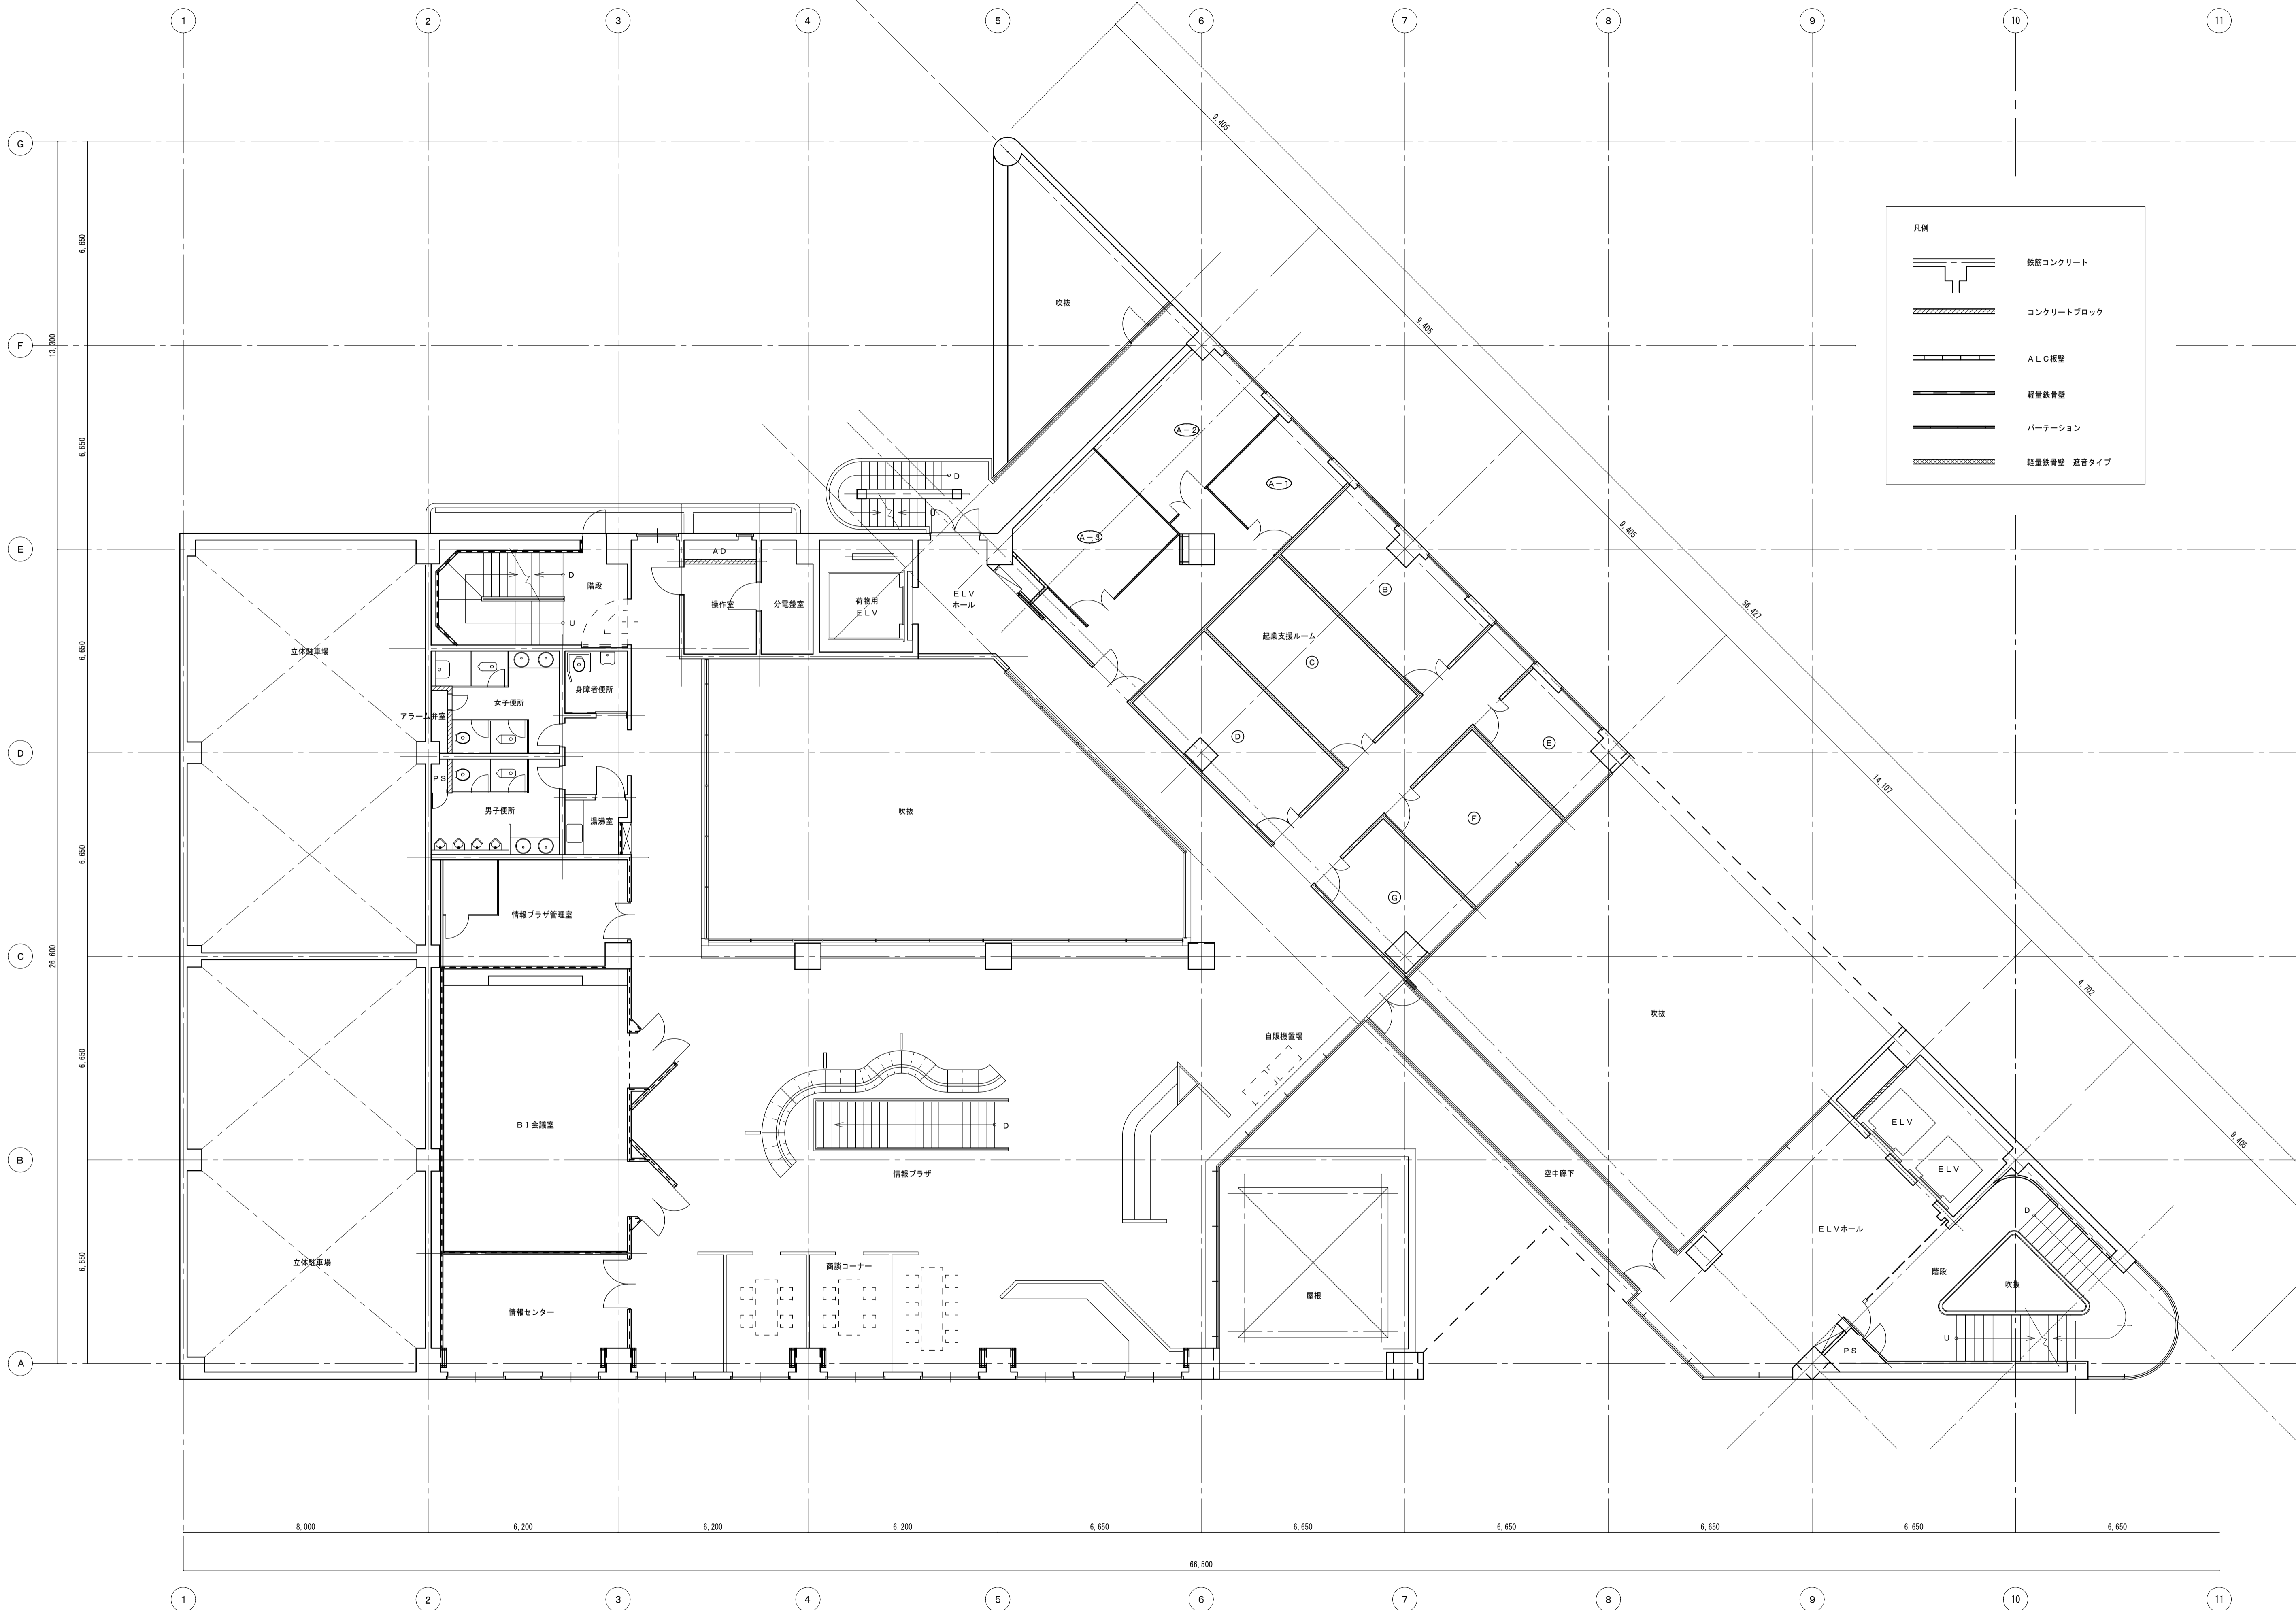 1 2 3 4 5 6 7 8 9 10 11
G
F
E
D
C
B
A
6,650
6,650
6,650
6,650
6,650
6,650
13,300
26,600
9,405
9,405
9,405
56,427
14,107
4,702
9,405
凡例
鉄筋コンクリート
コンクリートブロック
ALC板壁
軽量鉄骨壁
パーテーション
軽量鉄骨壁 遮音タイプ
吹抜
A-2
A-1
A-3
D
U
AD
階段
D
U
操作室
分電盤室
荷物用
ELV
ELV
ホール
立体駐車場
B
起業支援ルーム
C
D
E
F
G
身障者便所
女子便所
アラーム弁室
PS
男子便所
湯沸室
吹抜
情報プラザ管理室
吹抜
自販機置場
BI会議室
D
情報プラザ
空中廊下
ELV
ELV
ELVホール
D
階段
吹抜
U
PS
立体駐車場
商談コーナー
屋根
情報センター
8,000 6,200 6,200 6,200 6,650 6,650 6,650 6,650 6,650 6,650
66,500
1 2 3 4 5 6 7 8 9 10 11